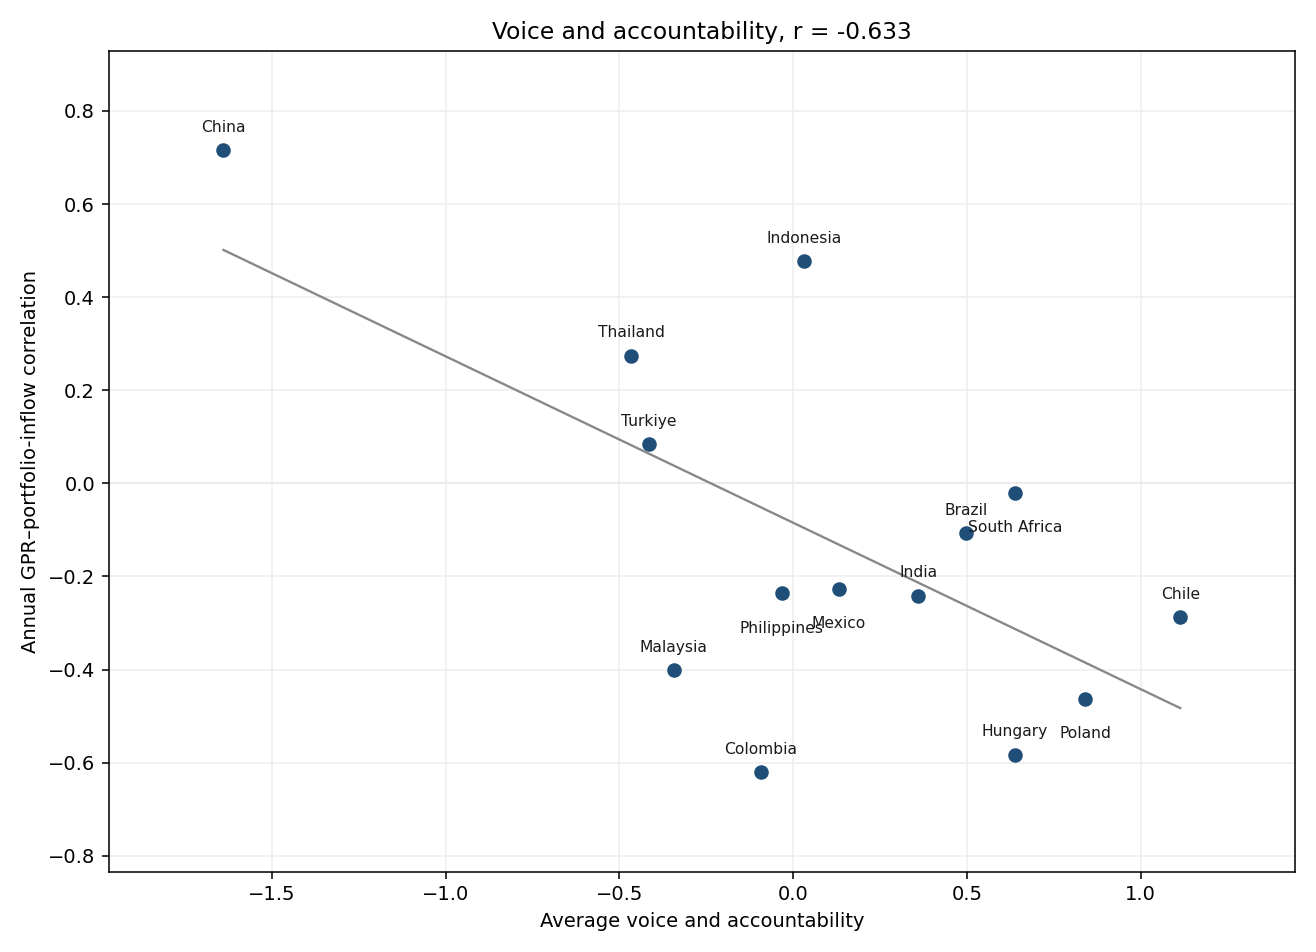 Voice and accountability, r = -0.633
Annual GPR–portfolio-inflow correlation
0.8
0.6
0.4
0.2
0.0
−0.2
−0.4
−0.6
−0.8
China
Indonesia
Thailand
Turkiye
Brazil
South Africa
India
Chile
Philippines
Mexico
Malaysia
Hungary
Poland
Colombia
−1.5
−1.0
−0.5
0.0
0.5
1.0
Average voice and accountability